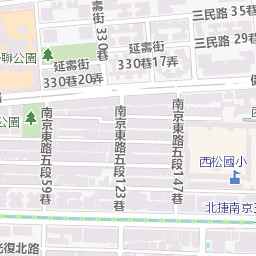 三民路 35巷
壽街
330巷
聯公園
延壽街
330巷20弄
延壽街
330巷17弄
三民路 29巷
公園
南京東路五段59巷
南京東路五段123巷
南京東路五段147巷
西松國小
北捷南京三
光復北路